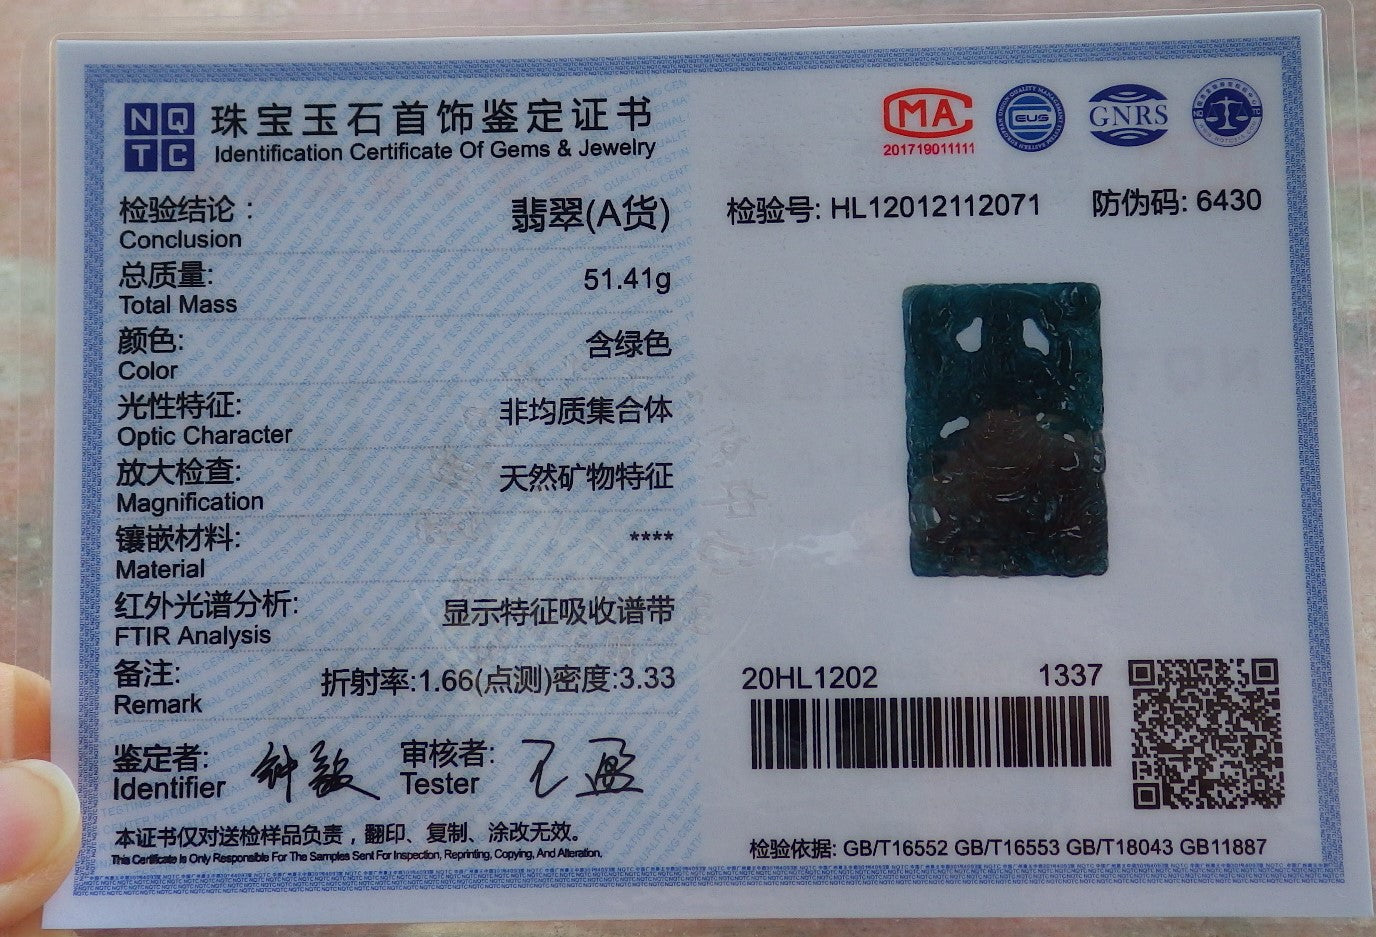 NQ
TC
珠宝玉石首饰鉴定证书
Identification Certificate Of Gems & Jewelry
MA
201719011111
GUS
GNRS
检验结论：
Conclusion
翡翠(A货)
检验号: HL12012112071
防伪码: 6430
总质量:
Total Mass
51.41g
颜色:
Color
含绿色
光性特征:
Optic Character
非均质集合体
放大检查:
Magnification
天然矿物特征
镶嵌材料:
Material
****
红外光谱分析:
FTIR Analysis
显示特征吸收谱带
备注:
Remark
折射率:1.66(点测)密度:3.33
20HL1202
1337
鉴定者:
Identifier
审核者:
Tester
本证书仅对送检样品负责，翻印、复制、涂改无效。
This Certificate Is Only Responsible For The Samples Sent For Inspection, Reprinting, Copying, And Alteration.
检验依据: GB/T16552 GB/T16553 GB/T18043 GB11887